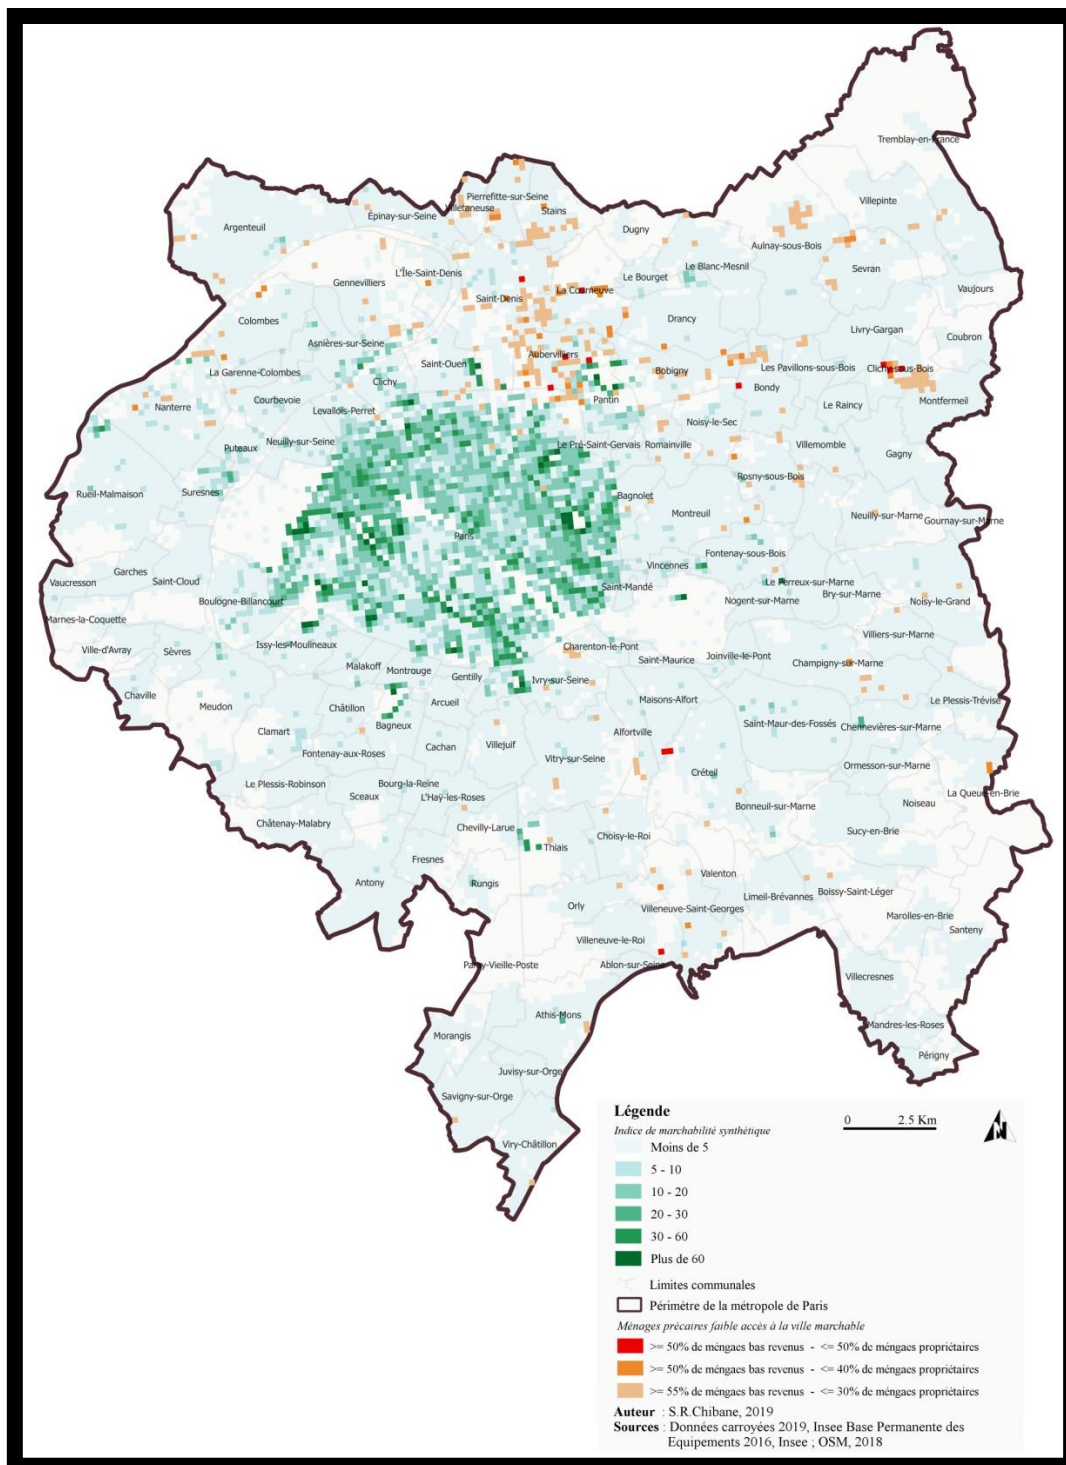 Tremblay-en-France
Pierrefitte-sur-Seine
Villepinte
Villetaneuse
Stains
Épinay-sur-Seine
Argenteuil
Dugny
Aulnay-sous-Bois
Le Blanc-Mesnil
Sevran
L'Île-Saint-Denis
Le Bourget
Gennevilliers
Vaujours
La Courneuve
Saint-Denis
Drancy
Colombes
Livry-Gargan
Coubron
Asnières-sur-Seine
Aubervilliers
Saint-Ouen
Les Pavillons-sous-Bois
Clichy-sous-Bois
La Garenne-Colombes
Bobigny
Clichy
Bondy
Courbevoie
Pantin
Montfermeil
Nanterre
Levallois-Perret
Le Raincy
Noisy-le-Sec
Neuilly-sur-Seine
Le Pré-Saint-Gervais
Romainville
Villemomble
Puteaux
Gagny
Rosny-sous-Bois
Rueil-Malmaison
Suresnes
Bagnolet
Montreuil
Neuilly-sur-Marne
Gournay-sur-Marne
Paris
Fontenay-sous-Bois
Vincennes
Garches
Vaucresson
Saint-Cloud
Saint-Mandé
Le Perreux-sur-Marne
Bry-sur-Marne
Boulogne-Billancourt
Nogent-sur-Marne
Noisy-le-Grand
Marnes-la-Coquette
Villiers-sur-Marne
Issy-les-Moulineaux
Charenton-le-Pont
Ville-d'Avray
Sèvres
Saint-Maurice
Joinville-le-Pont
Champigny-sur-Marne
Malakoff
Montrouge
Gentilly
Ivry-sur-Seine
Chaville
Maisons-Alfort
Le Plessis-Trévise
Meudon
Châtillon
Arcueil
Saint-Maur-des-Fossés
Chennevières-sur-Marne
Clamart
Bagneux
Alfortville
Fontenay-aux-Roses
Cachan
Villejuif
Vitry-sur-Seine
Ormesson-sur-Marne
Créteil
Le Plessis-Robinson
Bourg-la-Reine
La Queue-en-Brie
Sceaux
L'Haÿ-les-Roses
Noiseau
Bonneuil-sur-Marne
Châtenay-Malabry
Chevilly-Larue
Choisy-le-Roi
Sucy-en-Brie
Thiais
Fresnes
Valenton
Antony
Rungis
Boissy-Saint-Léger
Limeil-Brévannes
Orly
Villeneuve-Saint-Georges
Marolles-en-Brie
Santeny
Villeneuve-le-Roi
Paray-Vieille-Poste
Ablon-sur-Seine
Villecresnes
Athis-Mons
Mandres-les-Roses
Morangis
Périgny
Juvisy-sur-Orge
Savigny-sur-Orge
Viry-Châtillon
Légende
Indice de marchabilité synthétique
Moins de 5
5 - 10
10 - 20
20 - 30
30 - 60
Plus de 60
Limites communales
Périmètre de la métropole de Paris
Ménages précaires faible accès à la ville marchable
>= 50% de méngaes bas revenus - <= 50% de méngaes propriétaires
>= 50% de méngaes bas revenus - <= 40% de méngaes propriétaires
>= 55% de méngaes bas revenus - <= 30% de méngaes propriétaires
Auteur : S.R.Chibane, 2019
Sources : Données carroyées 2019, Insee Base Permanente des
Equipements 2016, Insee ; OSM, 2018
0 2.5 Km
N